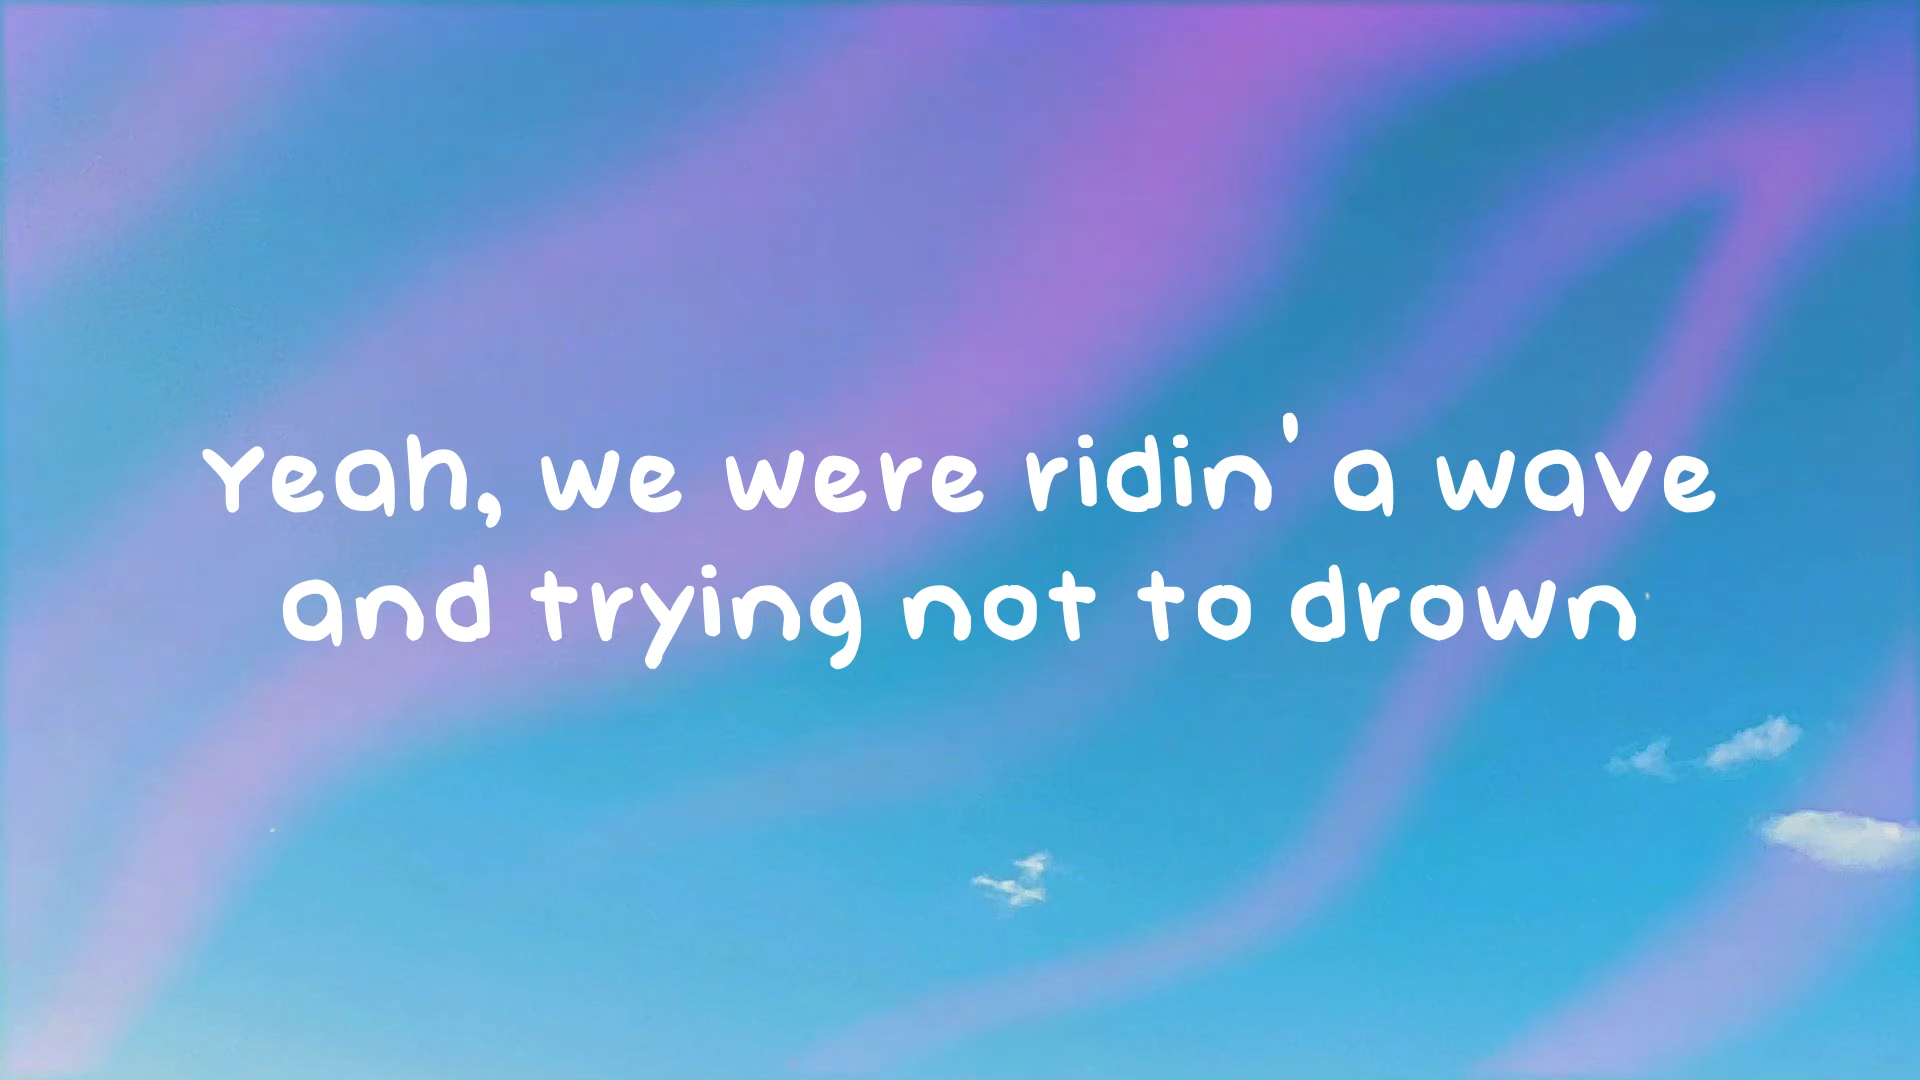 Yeah, we were ridin' a wave
and trying not to drown